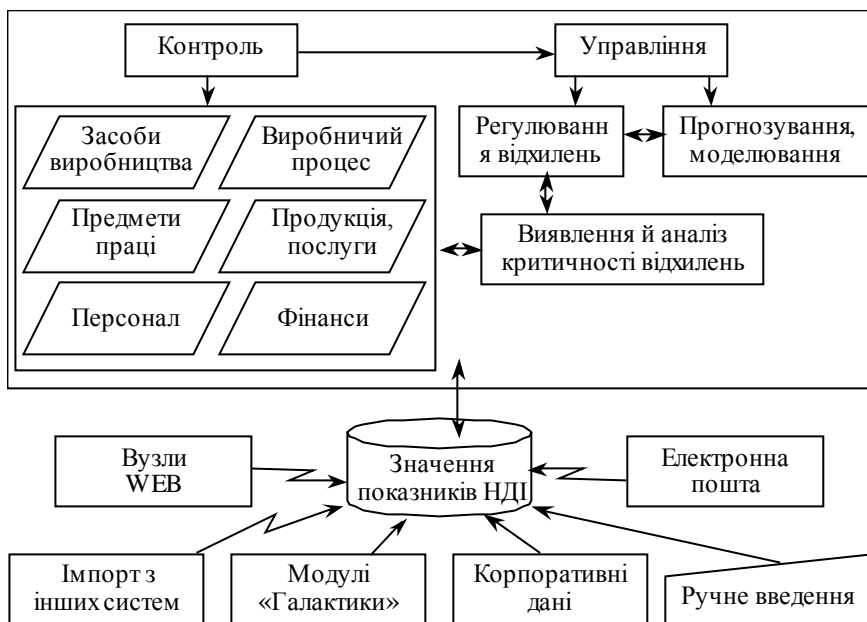 Контроль
Управління
Засоби
виробництва
Виробничий
процес
Регулюванн
я відхилень
Прогнозування,
моделювання
Предмети
праці
Продукція,
послуги
Виявлення й аналіз
критичності відхилень
Персонал
Фінанси
Вузли
WEB
Значення
показників НДІ
Електронна
пошта
Імпорт з
інших систем
Модулі
«Галактики»
Корпоративні
дані
Ручне введення